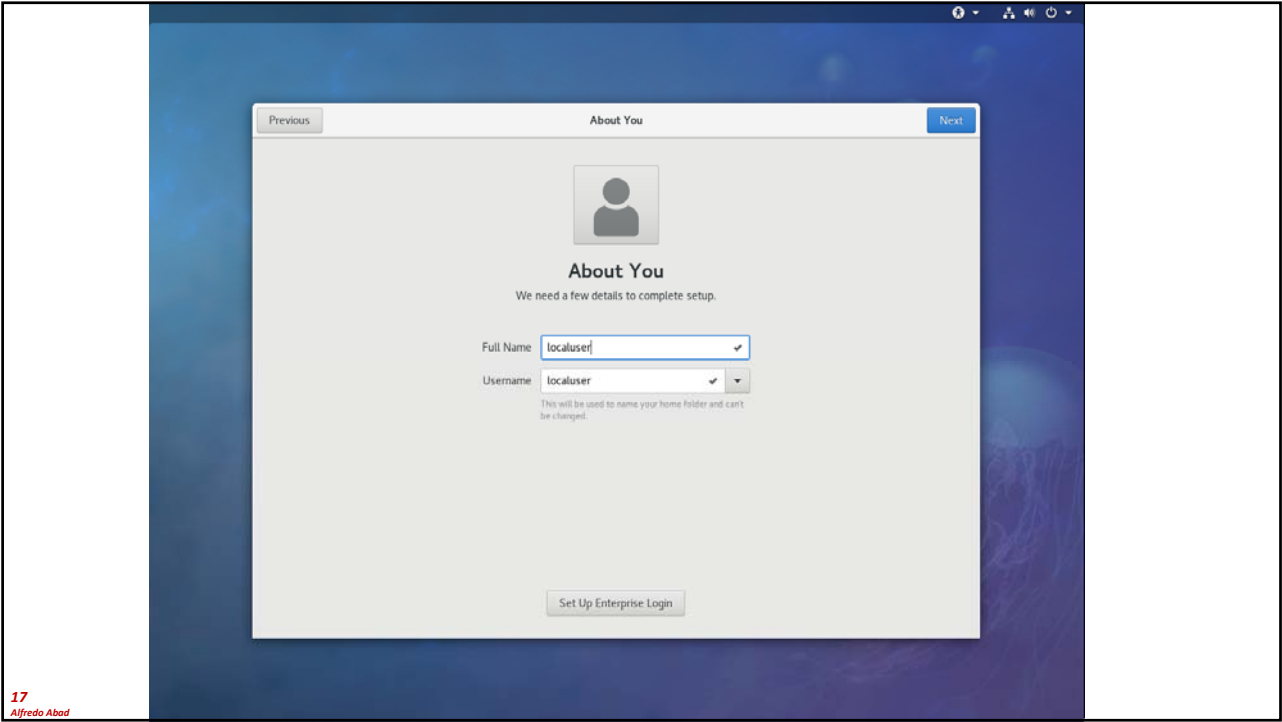 Previous
About You
Next
About You
We need a few details to complete setup.
Full Name localuser
Username localuser
This will be used to name your home folder and can't
be changed.
Set Up Enterprise Login
17
Alfredo Abad